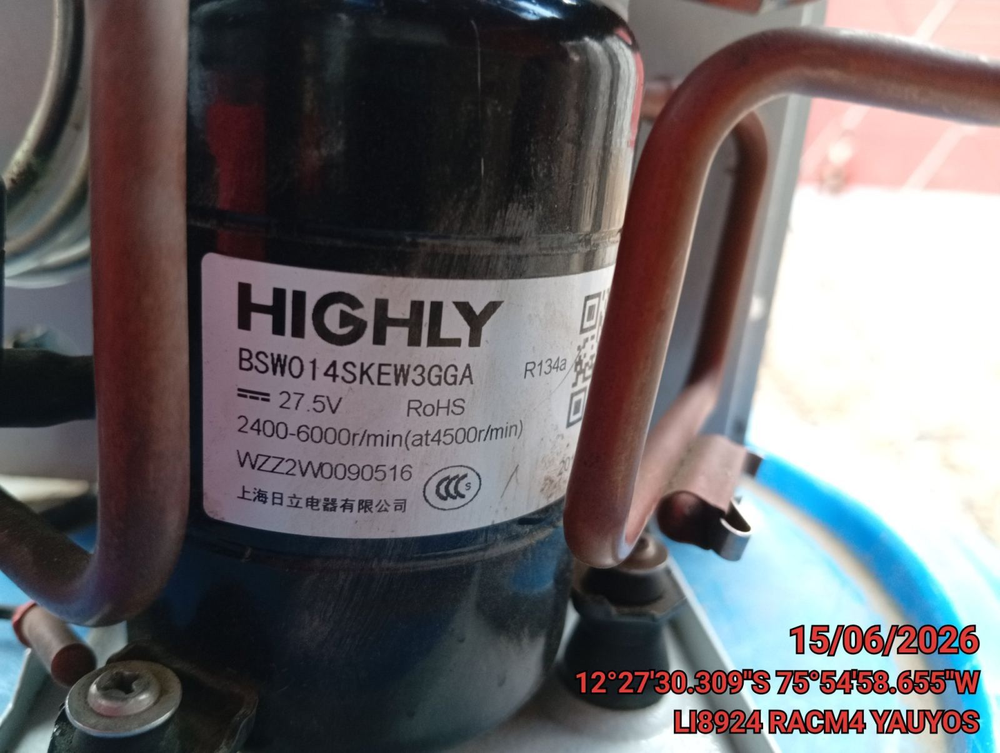 HIGHLY
BSW014SKEW3GGA R134a
27.5V RoHS
2400-6000r/min(at4500r/min)
WZZ2W0090516
CCC S
上海日立电器有限公司
15/06/2026
12°27'30.309"S 75°54'58.655"W
LI8924 RACM4 YAUYOS